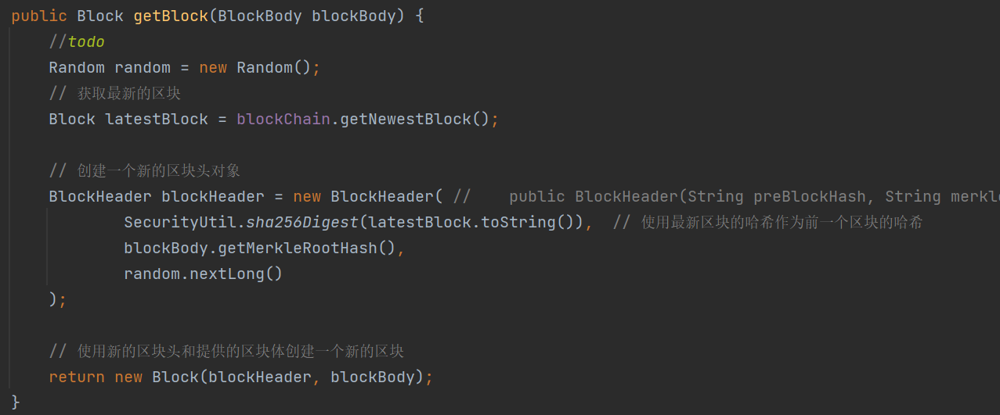 public Block getBlock(BlockBody blockBody) {
//todo
Random random = new Random();
// 获取最新的区块
Block latestBlock = blockChain.getNewestBlock();
// 创建一个新的区块头对象
BlockHeader blockHeader = new BlockHeader( // public BlockHeader(String preBlockHash, String
SecurityUtil.sha256Digest(latestBlock.toString()), // 使用最新区块的哈希作为前一个区块的哈希
blockBody.getMerkleRootHash(),
random.nextLong()
);
// 使用新的区块头和提供的区块体创建一个新的区块
return new Block(blockHeader, blockBody);
}